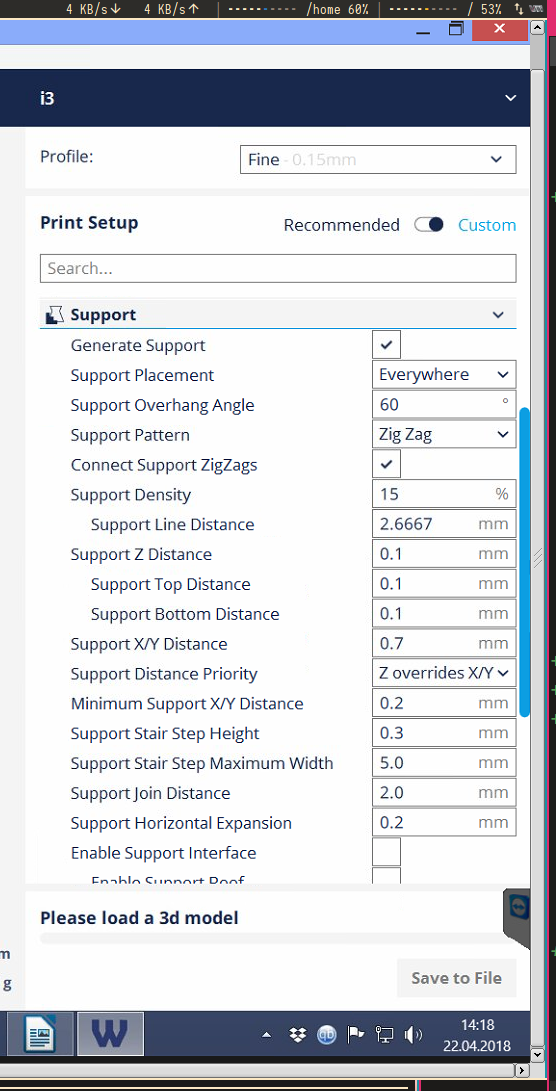 4 KB/s↓ 4 KB/s↑ | ---------- /home 60% | ---------- / 53%
i3
Profile: Fine - 0.15mm
Print Setup Recommended Custom
Search...
Support
Generate Support
Support Placement Everywhere
Support Overhang Angle 60 °
Support Pattern Zig Zag
Connect Support ZigZags
Support Density 15 %
Support Line Distance 2.6667 mm
Support Z Distance 0.1 mm
Support Top Distance 0.1 mm
Support Bottom Distance 0.1 mm
Support X/Y Distance 0.7 mm
Support Distance Priority Z overrides X/Y
Minimum Support X/Y Distance 0.2 mm
Support Stair Step Height 0.3 mm
Support Stair Step Maximum Width 5.0 mm
Support Join Distance 2.0 mm
Support Horizontal Expansion 0.2 mm
Enable Support Interface
Enable Support Roof
Please load a 3d model
m
g
Save to File
W
14:18
22.04.2018